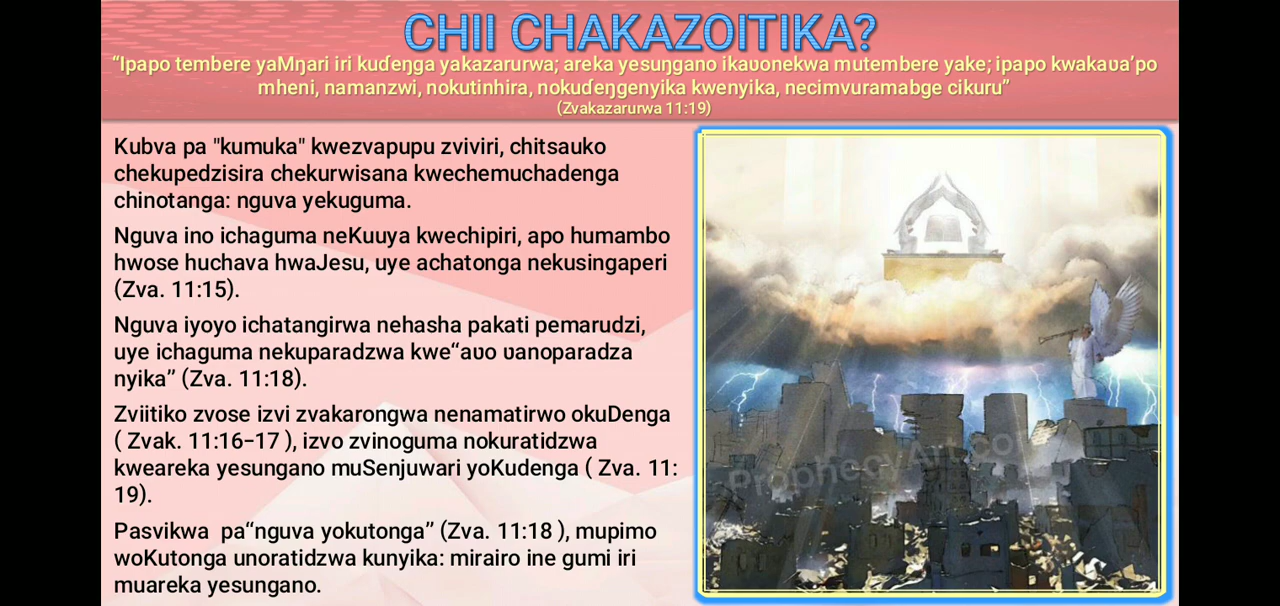 CHII CHAKAZOITIKA?
“Ipapo tembere yaMŋari iri kuɗeŋga yakazarurwa; areka yesuŋgano ikaʋonekwa mutembere yake; ipapo kwakaʋa’po
mheni, namanzwi, nokutinhira, nokuɗeŋgenyika kwenyika, necimvuramabge cikuru”
(Zvakazarurwa 11:19)
Kubva pa "kumuka" kwezvapupu zviviri, chitsauko
chekupedzisira chekurwisana kwechemuchadenga
chinotanga: nguva yekuguma.
Nguva ino ichaguma neKuuya kwechipiri, apo humambo
hwose huchava hwaJesu, uye achatonga nekusingaperi
(Zva. 11:15).
Nguva iyoyo ichatangirwa nehasha pakati pemarudzi,
uye ichaguma nekuparadzwa kwe“aʋo ʋanoparadza
nyika” (Zva. 11:18).
Zviitiko zvose izvi zvakarongwa nenamatirwo okuDenga
( Zvak. 11:16-17 ), izvo zvinoguma nokuratidzwa
kweareka yesungano muSenjuwari yoKudenga ( Zva. 11:
19).
Pasvikwa  pa“nguva yokutonga” (Zva. 11:18 ), mupimo
woKutonga unoratidzwa kunyika: mirairo ine gumi iri
muareka yesungano.
ProphecyArt.com